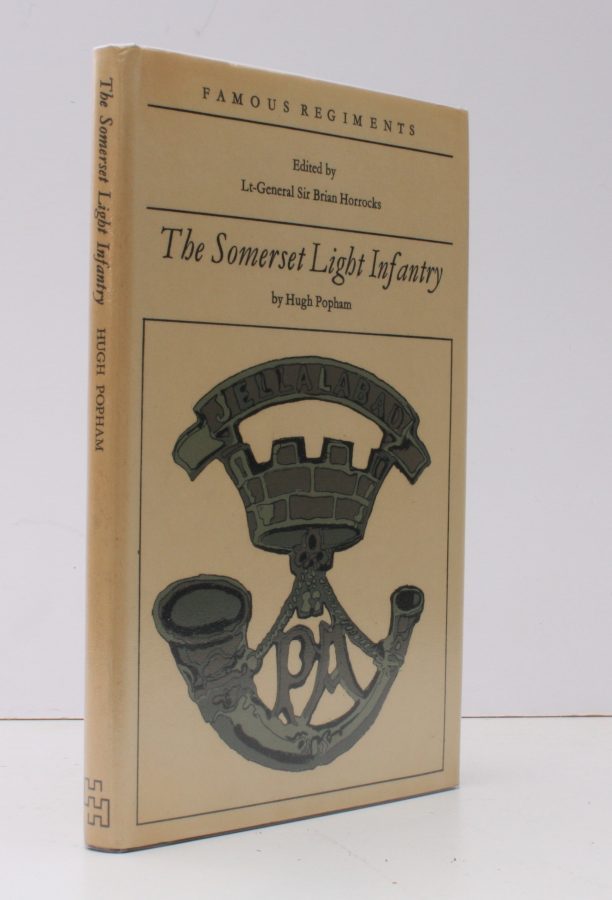 FAMOUS REGIMENTS
Edited by
Lt-General Sir Brian Horrocks
The Somerset Light Infantry
by Hugh Popham
JELLALABAD
PA
The Somerset Light Infantry HUGH POPHAM